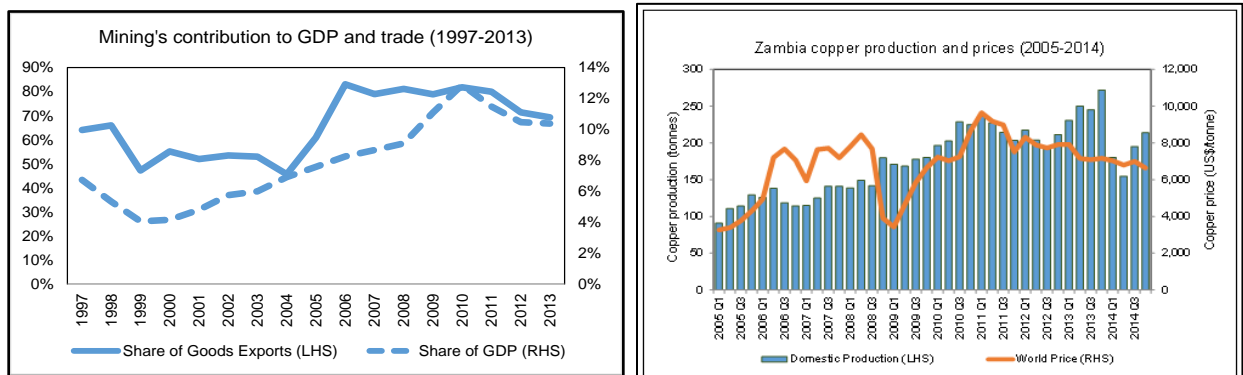 Mining's contribution to GDP and trade (1997-2013)
90%
80%
70%
60%
50%
40%
30%
20%
10%
0%
14%
12%
10%
8%
6%
4%
2%
0%
1997
1998
1999
2000
2001
2002
2003
2004
2005
2006
2007
2008
2009
2010
2011
2012
2013
Share of Goods Exports (LHS)
Share of GDP (RHS)
Zambia copper production and prices (2005-2014)
Copper production (tonnes)
300
250
200
150
100
50
0
12,000
10,000
8,000
6,000
4,000
2,000
0
Copper price (US$/tonne)
2005 Q1
2005 Q3
2006 Q1
2006 Q3
2007 Q1
2007 Q3
2008 Q1
2008 Q3
2009 Q1
2009 Q3
2010 Q1
2010 Q3
2011 Q1
2011 Q3
2012 Q1
2012 Q3
2013 Q1
2013 Q3
2014 Q1
2014 Q3
Domestic Production (LHS)
World Price (RHS)